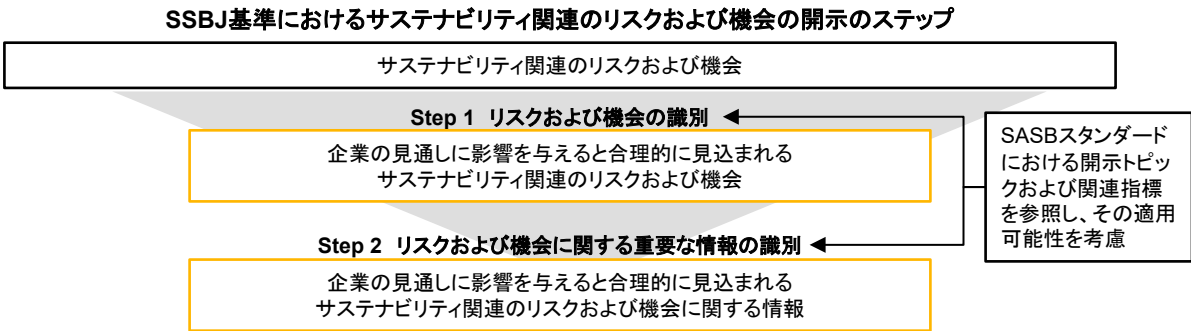 SSBJ基準におけるサステナビリティ関連のリスクおよび機会の開示のステップ
サステナビリティ関連のリスクおよび機会
Step 1 リスクおよび機会の識別
企業の見通しに影響を与えると合理的に見込まれる
サステナビリティ関連のリスクおよび機会
Step 2 リスクおよび機会に関する重要な情報の識別
企業の見通しに影響を与えると合理的に見込まれる
サステナビリティ関連のリスクおよび機会に関する情報
SASBスタンダード
における開示トピッ
クおよび関連指標
を参照し、その適用
可能性を考慮